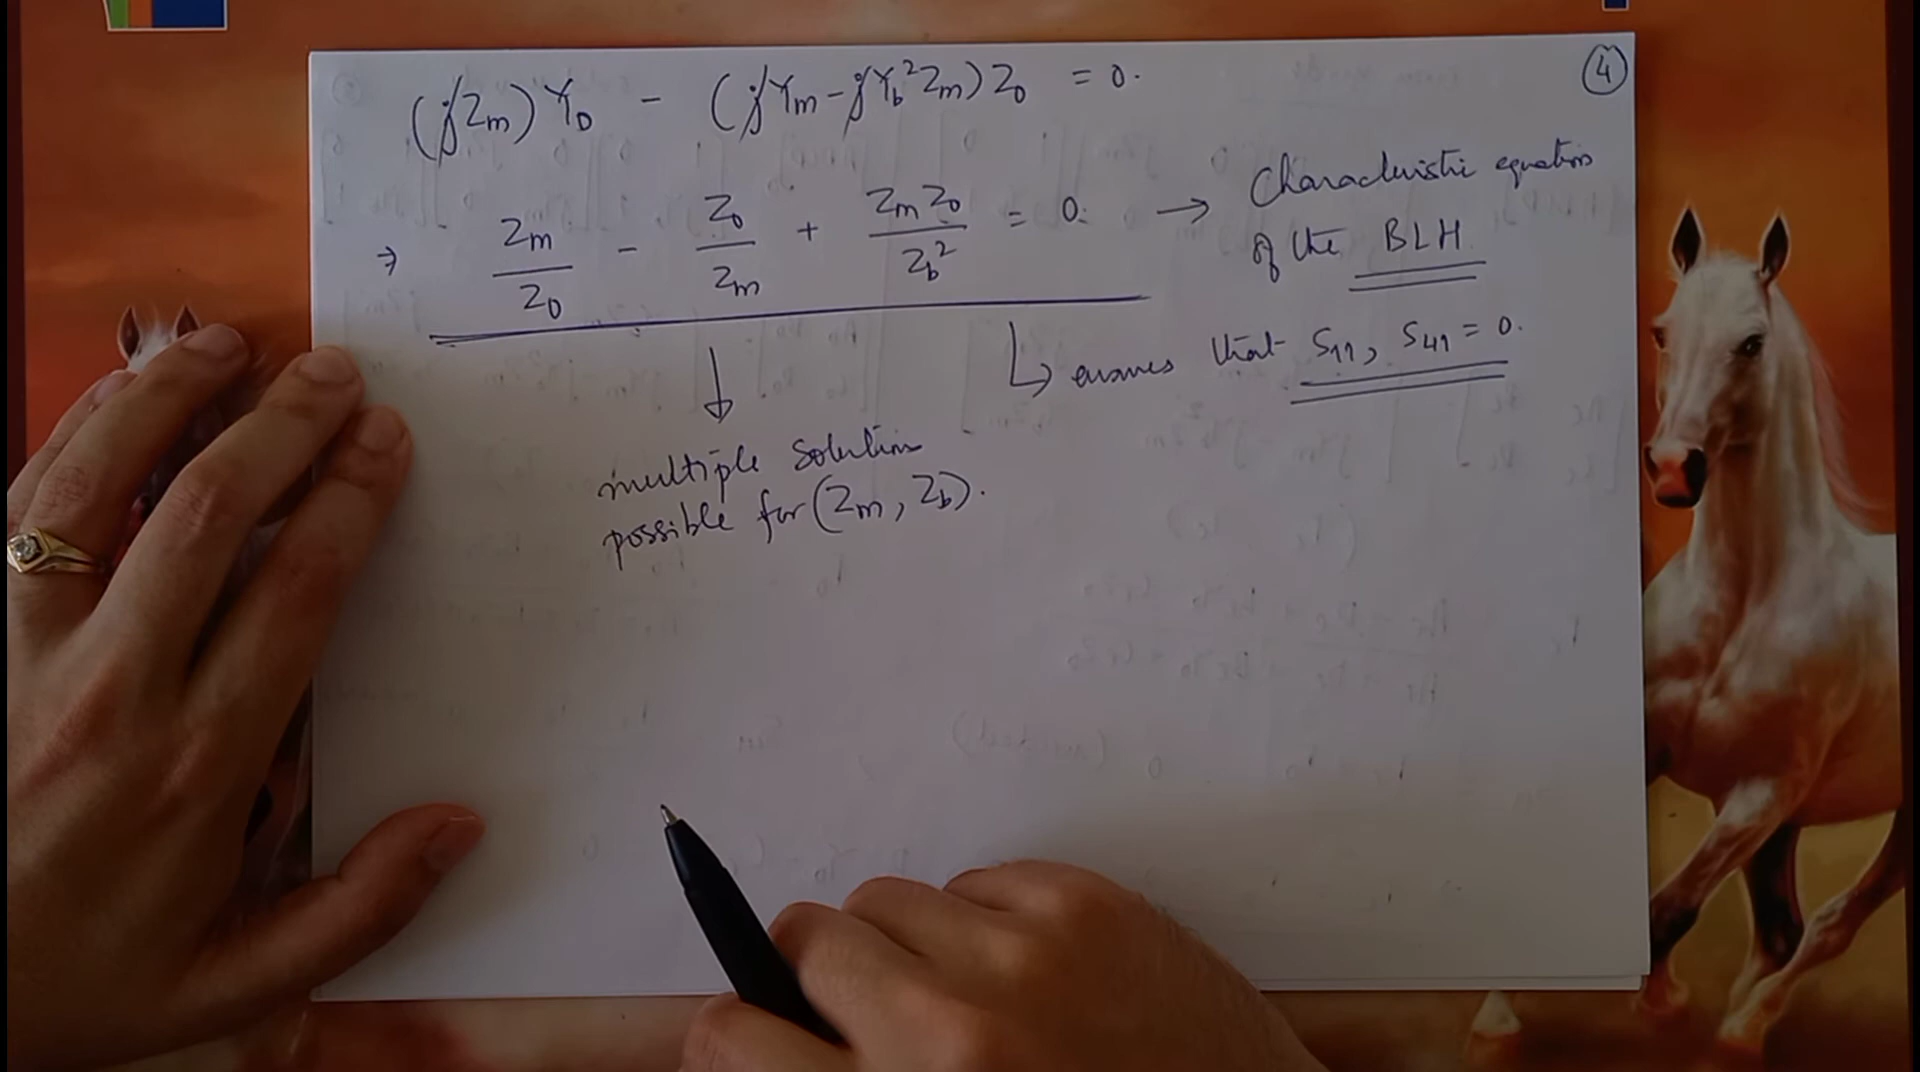 (jZm)Y0 - (jYm - jYb²Zm)Z0 = 0.
④
⇒ Zm/Z0 - Z0/Zm + ZmZ0/Zb² = 0. → Characteristic equation
of the BLH
↳ ensures that S11, S41 = 0.
↓
multiple solution
possible for (Zm, Zb).